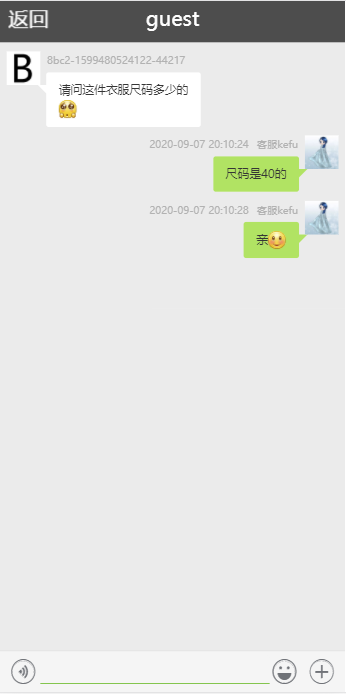 返回
guest
B
8bc2-1599480524122-44217
请问这件衣服尺码多少的
2020-09-07 20:10:24 客服kefu
尺码是40的
2020-09-07 20:10:28 客服kefu
亲